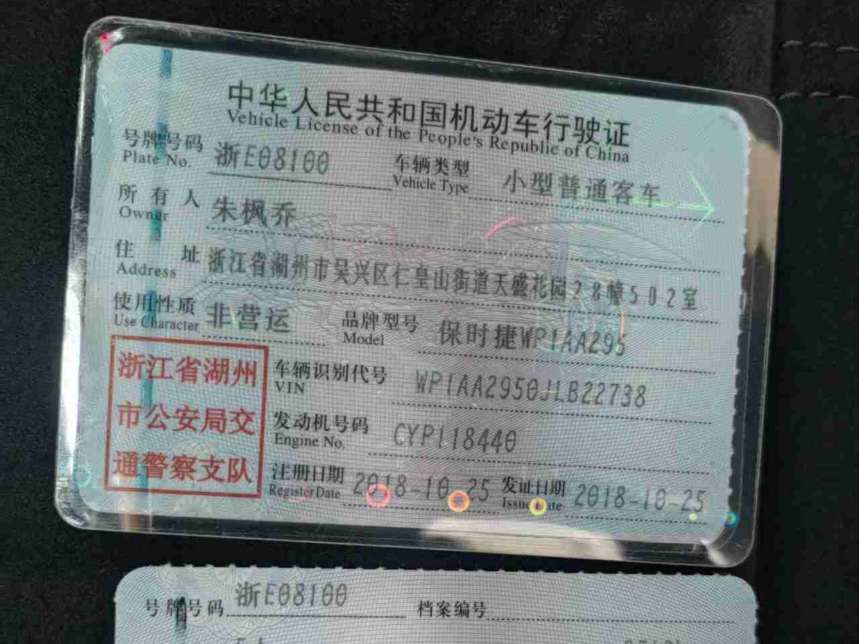 中华人民共和国机动车行驶证
Vehicle License of the People's Republic of China
号牌号码 浙E08100 车辆类型 小型普通客车
Plate No. Vehicle Type
所有人 朱枫乔
Owner
住址 浙江省湖州市吴兴区仁皇山街道天盛花园28幢502室
Address
使用性质 非营运 品牌型号 保时捷WP1AA295
Use Character Model
浙江省湖州
市公安局交
通警察支队
车辆识别代号 WP1AA2950JLB22738
VIN
发动机号码 CYP118440
Engine No.
注册日期 2018-10-25 发证日期 2018-10-25
Register Date Issue Date
号牌号码 浙E08100 档案编号